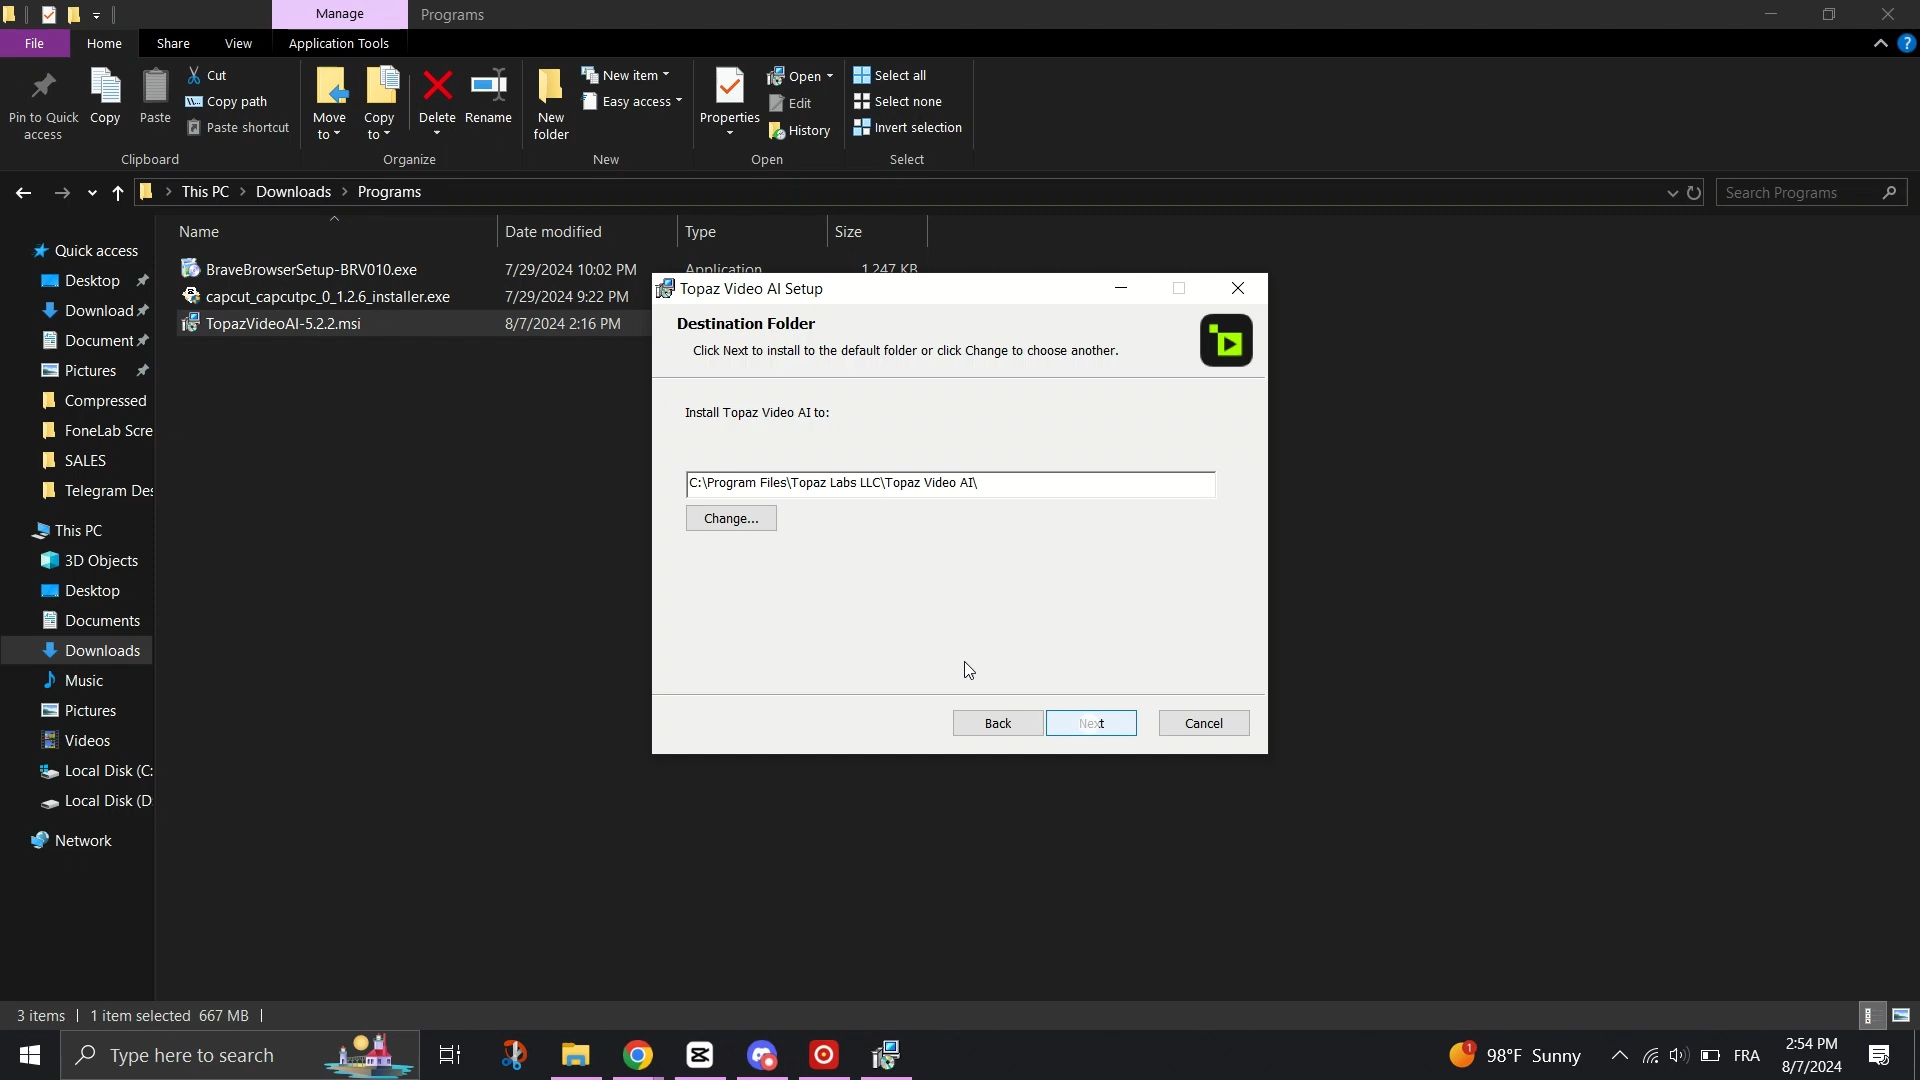 Manage
Programs
File
Home
Share
View
Application Tools
Pin to Quick
access
Copy
Paste
Cut
Copy path
Paste shortcut
Clipboard
Move
to
Copy
to
Delete
Rename
Organize
New
folder
New item
Easy access
New
Properties
Open
Edit
History
Open
Select all
Select none
Invert selection
Select
This PC
Downloads
Programs
Search Programs
Name
Date modified
Type
Size
BraveBrowserSetup-BRV010.exe
7/29/2024 10:02 PM
Application
1,247 KB
capcut_capcutpc_0_1.2.6_installer.exe
7/29/2024 9:22 PM
TopazVideoAI-5.2.2.msi
8/7/2024 2:16 PM
Quick access
Desktop
Download
Document
Pictures
Compressed
FoneLab Scre
SALES
Telegram Des
This PC
3D Objects
Desktop
Documents
Downloads
Music
Pictures
Videos
Local Disk (C:
Local Disk (D
Network
Topaz Video AI Setup
Destination Folder
Click Next to install to the default folder or click Change to choose another.
Install Topaz Video AI to:
C:\Program Files\Topaz Labs LLC\Topaz Video AI\
Change...
Back
Next
Cancel
3 items
1 item selected 667 MB
Type here to search
1
98°F Sunny
FRA
2:54 PM
8/7/2024